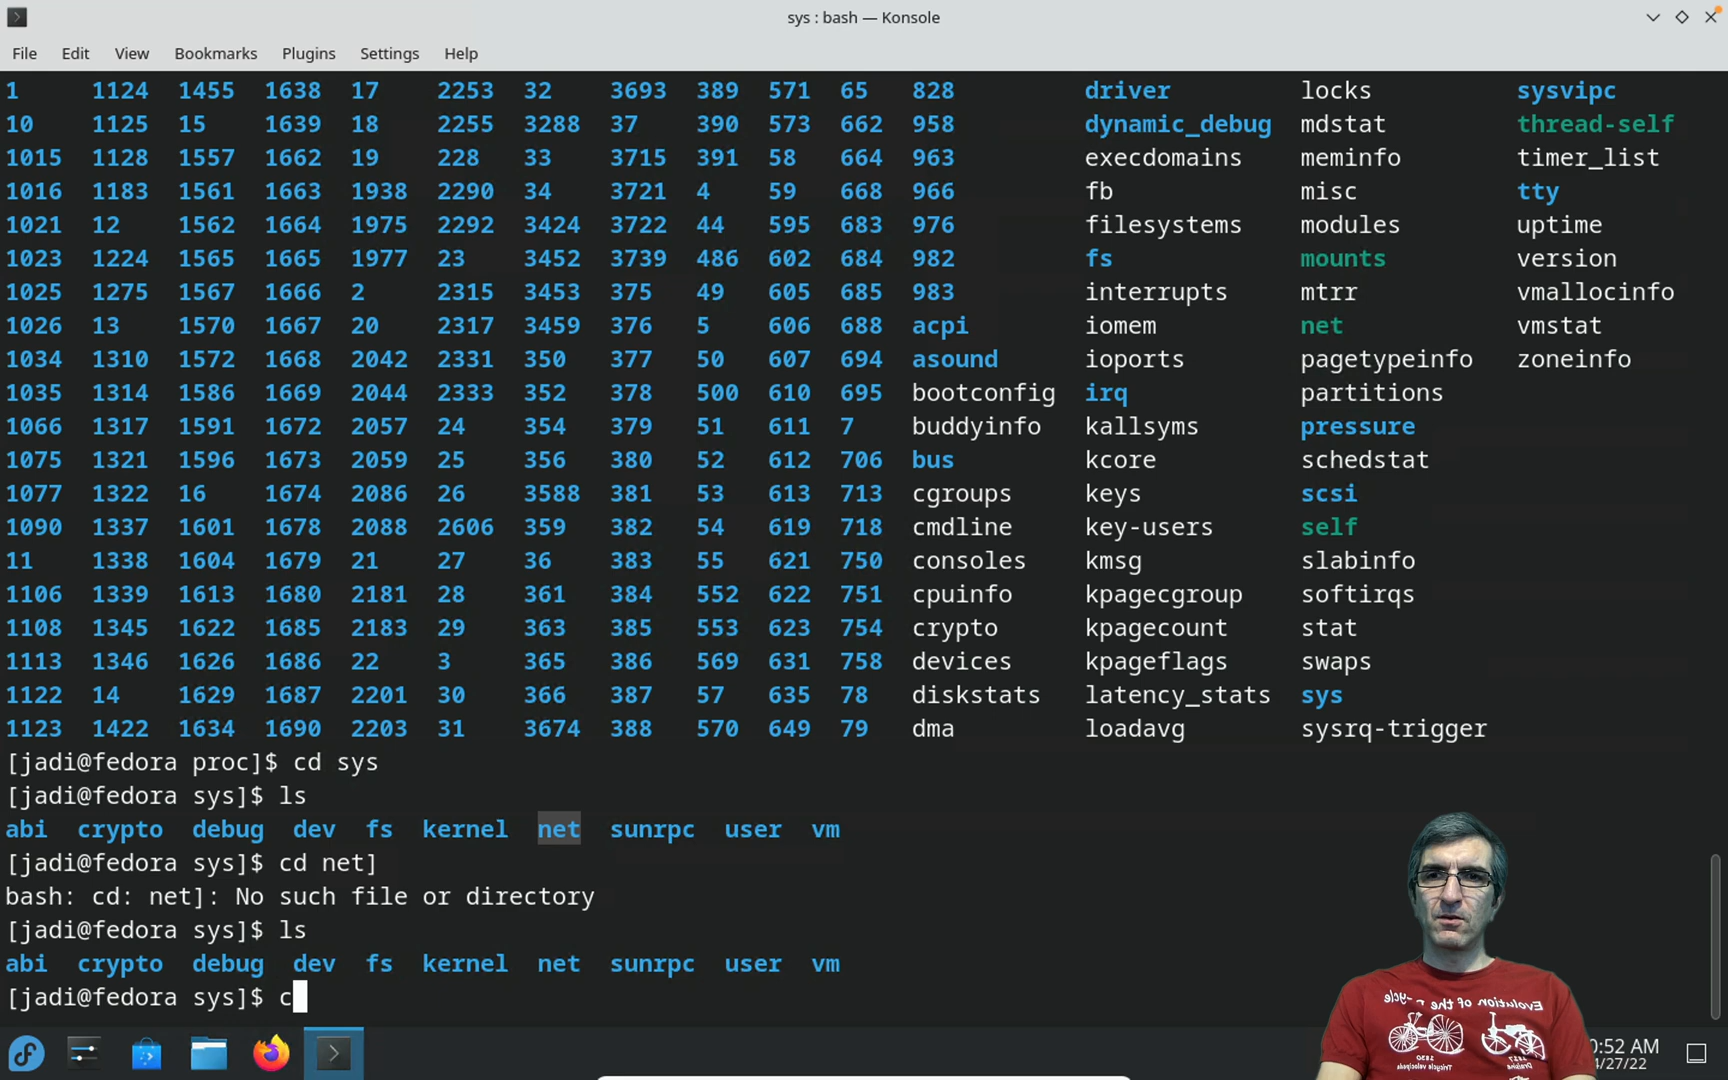 sys : bash — Konsole
File Edit View Bookmarks Plugins Settings Help
1 1124 1455 1638 17 2253 32 3693 389 571 65 828 driver locks sysvipc
10 1125 15 1639 18 2255 3288 37 390 573 662 958 dynamic_debug mdstat thread-self
1015 1128 1557 1662 19 228 33 3715 391 58 664 963 execdomains meminfo timer_list
1016 1183 1561 1663 1938 2290 34 3721 4 59 668 966 fb misc tty
1021 12 1562 1664 1975 2292 3424 3722 44 595 683 976 filesystems modules uptime
1023 1224 1565 1665 1977 23 3452 3739 486 602 684 982 fs mounts version
1025 1275 1567 1666 2 2315 3453 375 49 605 685 983 interrupts mtrr vmallocinfo
1026 13 1570 1667 20 2317 3459 376 5 606 688 acpi iomem net vmstat
1034 1310 1572 1668 2042 2331 350 377 50 607 694 asound ioports pagetypeinfo zoneinfo
1035 1314 1586 1669 2044 2333 352 378 500 610 695 bootconfig irq partitions
1066 1317 1591 1672 2057 24 354 379 51 611 7 buddyinfo kallsyms pressure
1075 1321 1596 1673 2059 25 356 380 52 612 706 bus kcore schedstat
1077 1322 16 1674 2086 26 3588 381 53 613 713 cgroups keys scsi
1090 1337 1601 1678 2088 2606 359 382 54 619 718 cmdline key-users self
11 1338 1604 1679 21 27 36 383 55 621 750 consoles kmsg slabinfo
1106 1339 1613 1680 2181 28 361 384 552 622 751 cpuinfo kpagecgroup softirqs
1108 1345 1622 1685 2183 29 363 385 553 623 754 crypto kpagecount stat
1113 1346 1626 1686 22 3 365 386 569 631 758 devices kpageflags swaps
1122 14 1629 1687 2201 30 366 387 57 635 78 diskstats latency_stats sys
1123 1422 1634 1690 2203 31 3674 388 570 649 79 dma loadavg sysrq-trigger
[jadi@fedora proc]$ cd sys
[jadi@fedora sys]$ ls
abi crypto debug dev fs kernel net sunrpc user vm
[jadi@fedora sys]$ cd net]
bash: cd: net]: No such file or directory
[jadi@fedora sys]$ ls
abi crypto debug dev fs kernel net sunrpc user vm
[jadi@fedora sys]$ c
Evolution of the
:52 AM
/27/22